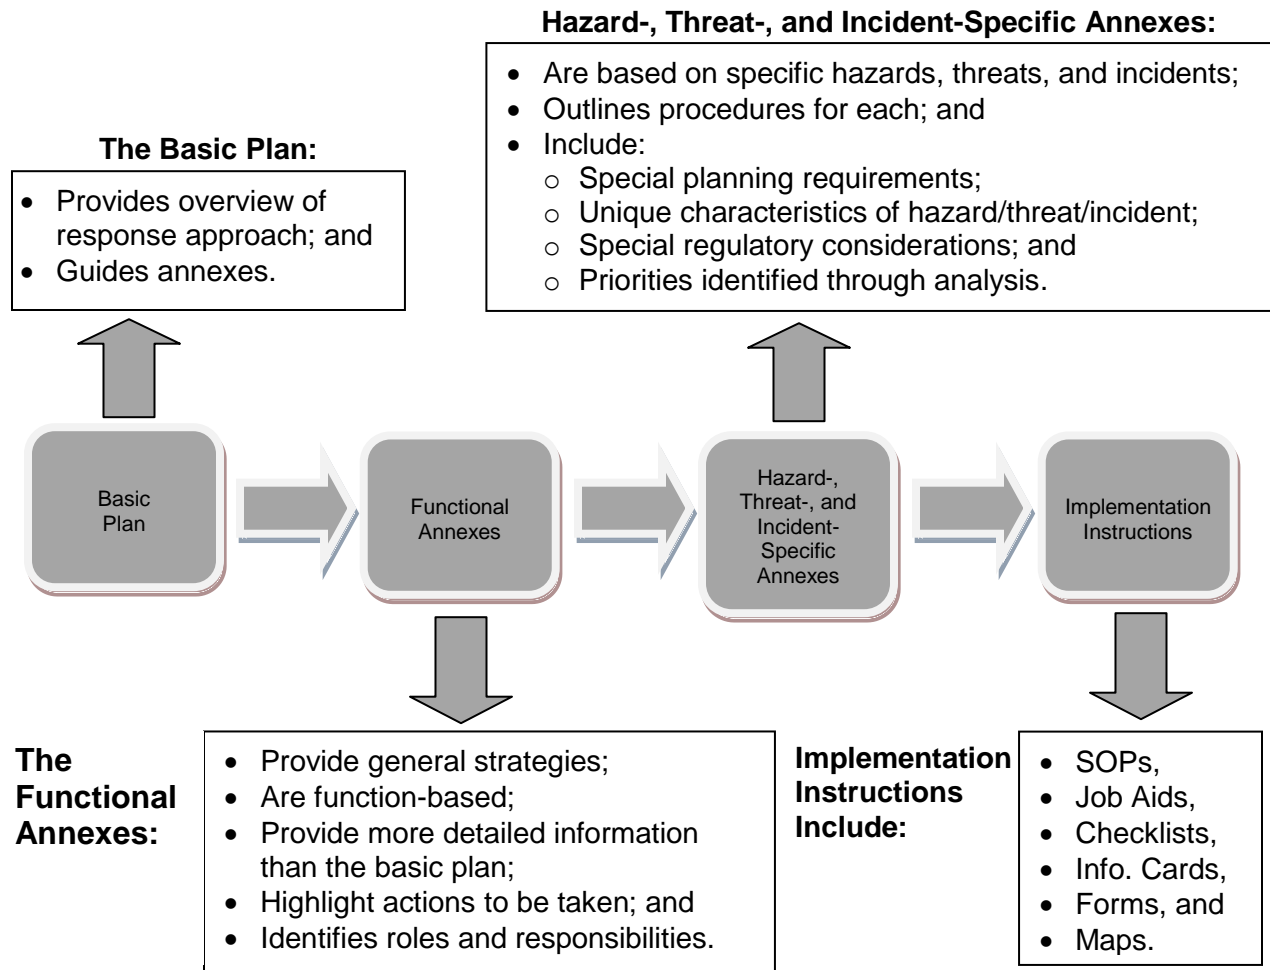 Hazard-, Threat-, and Incident-Specific Annexes:
• Are based on specific hazards, threats, and incidents;
• Outlines procedures for each; and
• Include:
o Special planning requirements;
o Unique characteristics of hazard/threat/incident;
o Special regulatory considerations; and
o Priorities identified through analysis.
The Basic Plan:
• Provides overview of
response approach; and
• Guides annexes.
Basic
Plan
Functional
Annexes
Hazard-,
Threat-, and
Incident-
Specific
Annexes
Implementation
Instructions
The
Functional
Annexes:
• Provide general strategies;
• Are function-based;
• Provide more detailed information
than the basic plan;
• Highlight actions to be taken; and
• Identifies roles and responsibilities.
Implementation
Instructions
Include:
• SOPs,
• Job Aids,
• Checklists,
• Info. Cards,
• Forms, and
• Maps.